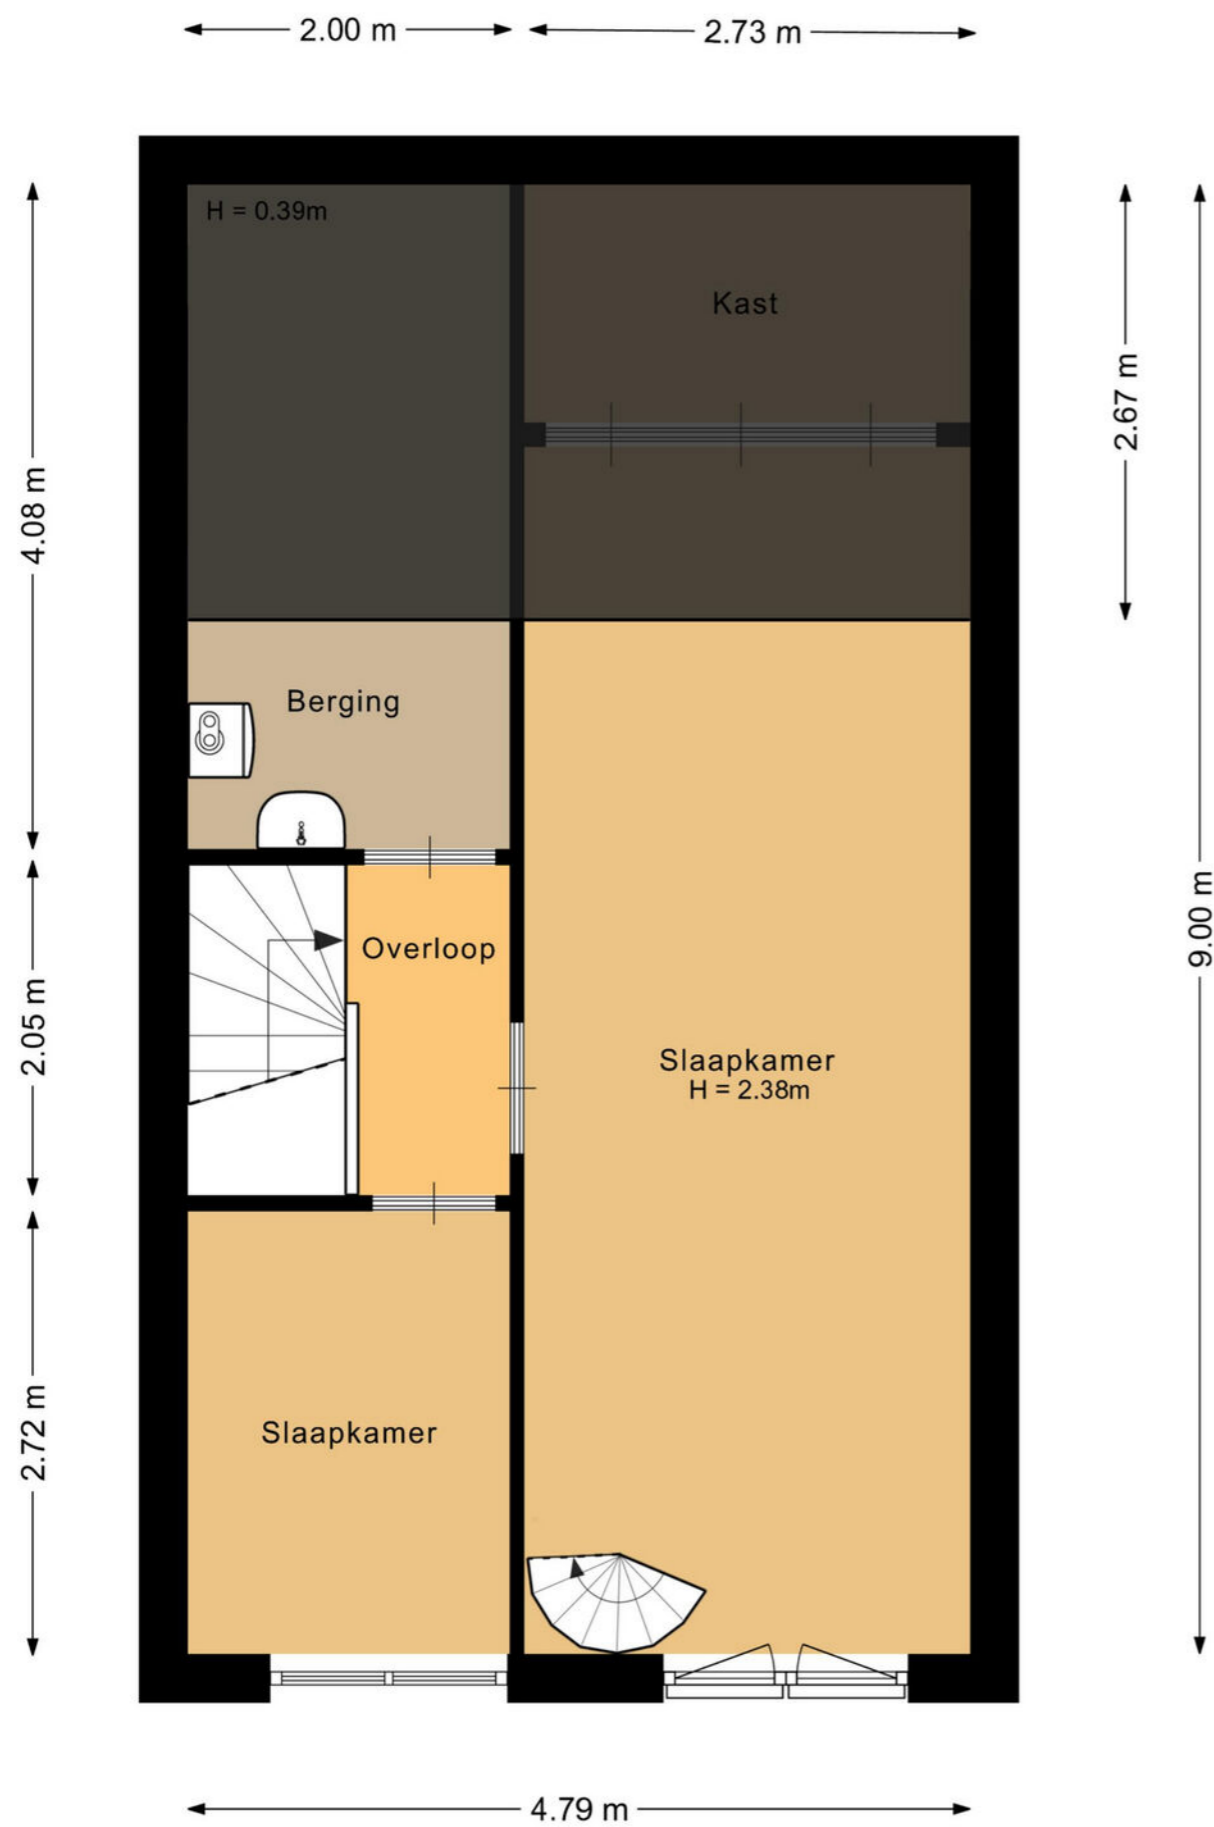 2.00 m
2.73 m
H = 0.39m
Kast
2.67 m
4.08 m
Berging
9.00 m
Overloop
2.05 m
Slaapkamer
H = 2.38m
2.72 m
Slaapkamer
4.79 m